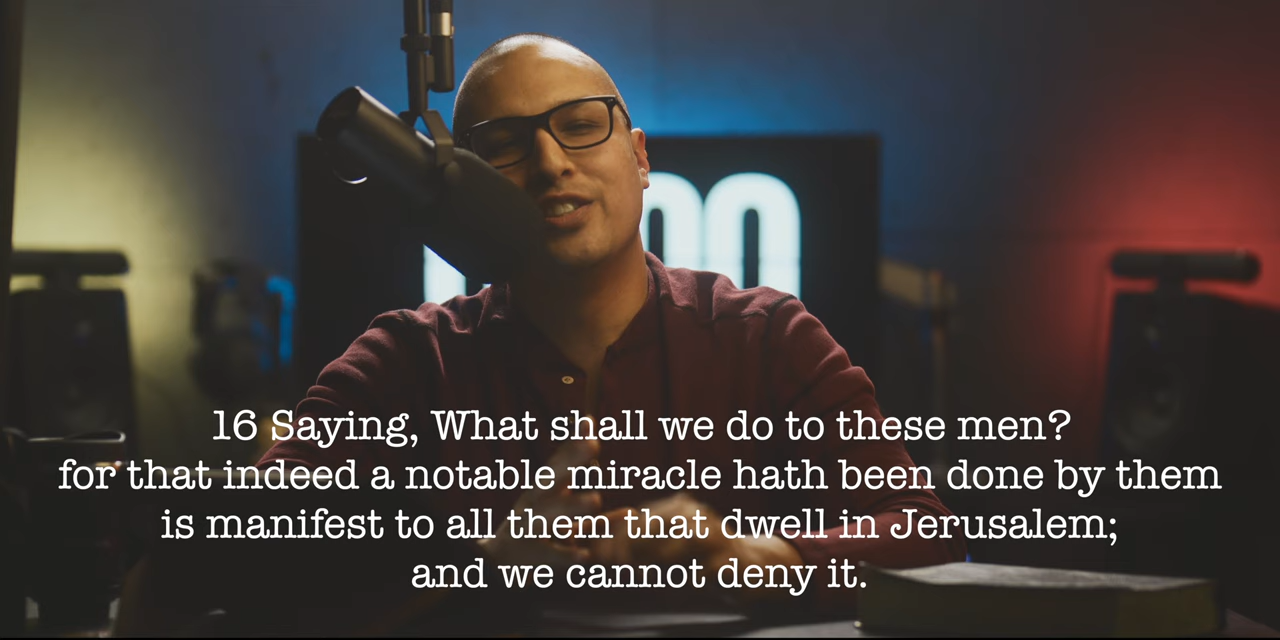 16 Saying, What shall we do to these men?
for that indeed a notable miracle hath been done by them
is manifest to all them that dwell in Jerusalem;
and we cannot deny it.